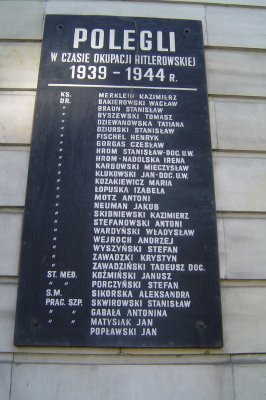 POLEGLI
W CZASIE OKUPACJI HITLEROWSKIEJ
1939 - 1944 R.
KS. MERKLEIN KAZIMIERZ
DR. BAKIEROWSKI WACŁAW
" BRAUN STANISŁAW
" BYSZEWSKI TOMASZ
" DZIEWANOWSKA TATIANA
" DZIURSKI STANISŁAW
" FISCHEL HENRYK
" GORGAS CZESŁAW
" HROM STANISŁAW-DOC. U.W.
" HROM-NADOLSKA IRENA
" KARBOWSKI MIECZYSŁAW
" KLUKOWSKI JAN-DOC. U.W.
" KOZAKIEWICZ MARIA
" ŁOPUSKA IZABELA
" MOTZ ANTONI
" NEUMAN JAKUB
" SKIBNIEWSKI KAZIMIERZ
" STEFANOWSKI ANTONI
" WARDYŃSKI WŁADYSŁAW
" WEJROCH ANDRZEJ
" WYSZYŃSKI STEFAN
" ZAWADZKI KRYSTYN
" ZAWADZIŃSKI TADEUSZ DOC.
ST. MED. KOŹMIŃSKI JANUSZ
" " PORCZYŃSKI STEFAN
S.M. SIKORSKA ALEKSANDRA
PRAC. SZP. SKWIROWSKI STANISŁAW
" " GABAŁA ANTONINA
" " MATYSIAK JAN
POPŁAWSKI JAN